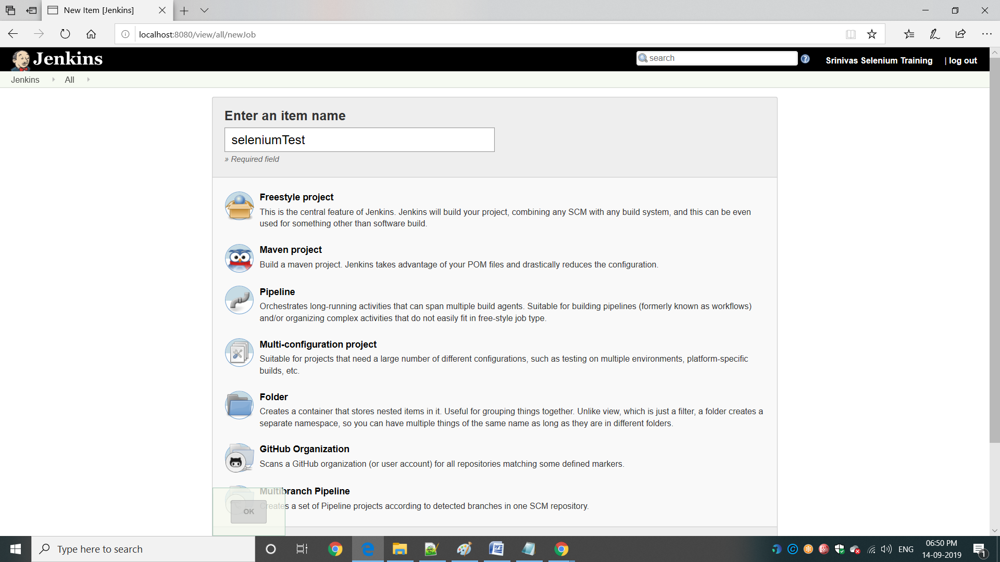 New Item [Jenkins]
localhost:8080/view/all/newJob
Jenkins
search
Srinivas Selenium Training
| log out
Jenkins
All
Enter an item name
seleniumTest
» Required field
Freestyle project
This is the central feature of Jenkins. Jenkins will build your project, combining any SCM with any build system, and this can be even
used for something other than software build.
Maven project
Build a maven project. Jenkins takes advantage of your POM files and drastically reduces the configuration.
Pipeline
Orchestrates long-running activities that can span multiple build agents. Suitable for building pipelines (formerly known as workflows)
and/or organizing complex activities that do not easily fit in free-style job type.
Multi-configuration project
Suitable for projects that need a large number of different configurations, such as testing on multiple environments, platform-specific
builds, etc.
Folder
Creates a container that stores nested items in it. Useful for grouping things together. Unlike view, which is just a filter, a folder creates a
separate namespace, so you can have multiple things of the same name as long as they are in different folders.
GitHub Organization
Scans a GitHub organization (or user account) for all repositories matching some defined markers.
Multibranch Pipeline
Creates a set of Pipeline projects according to detected branches in one SCM repository.
OK
Type here to search
ENG
06:50 PM
14-09-2019
1